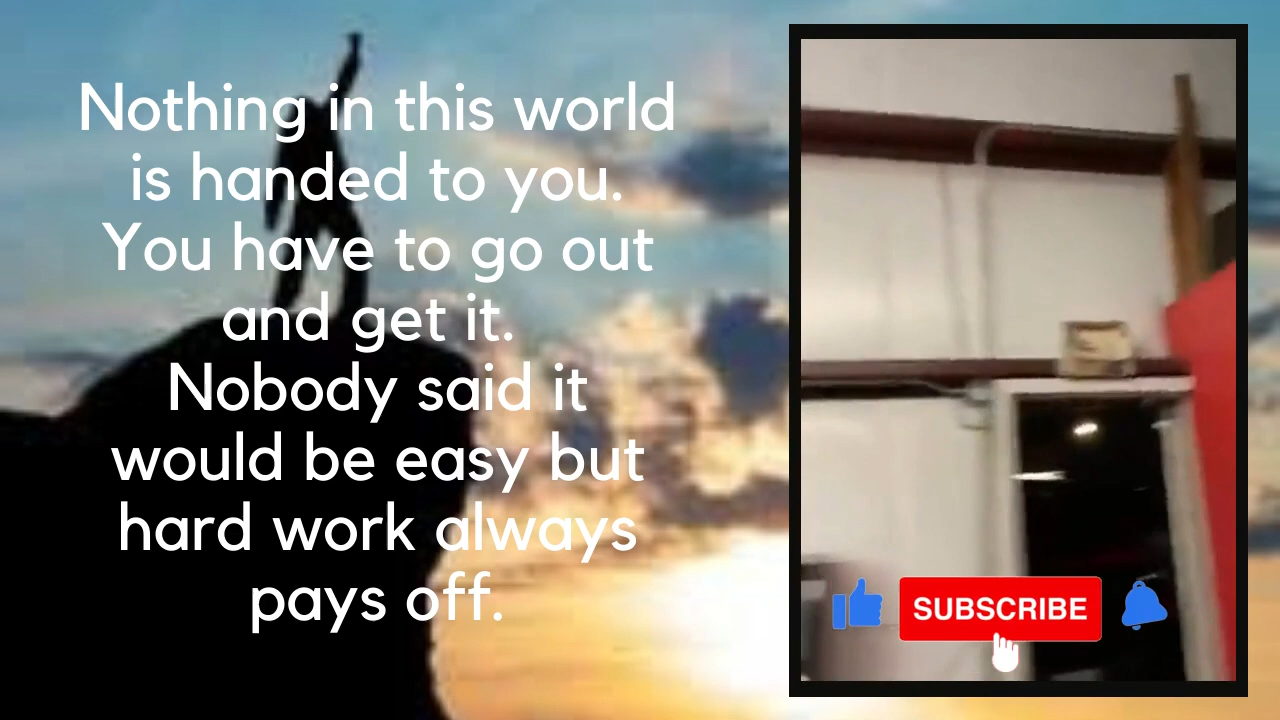 Nothing in this world
is handed to you.
You have to go out
and get it.
Nobody said it
would be easy but
hard work always
pays off.
SUBSCRIBE